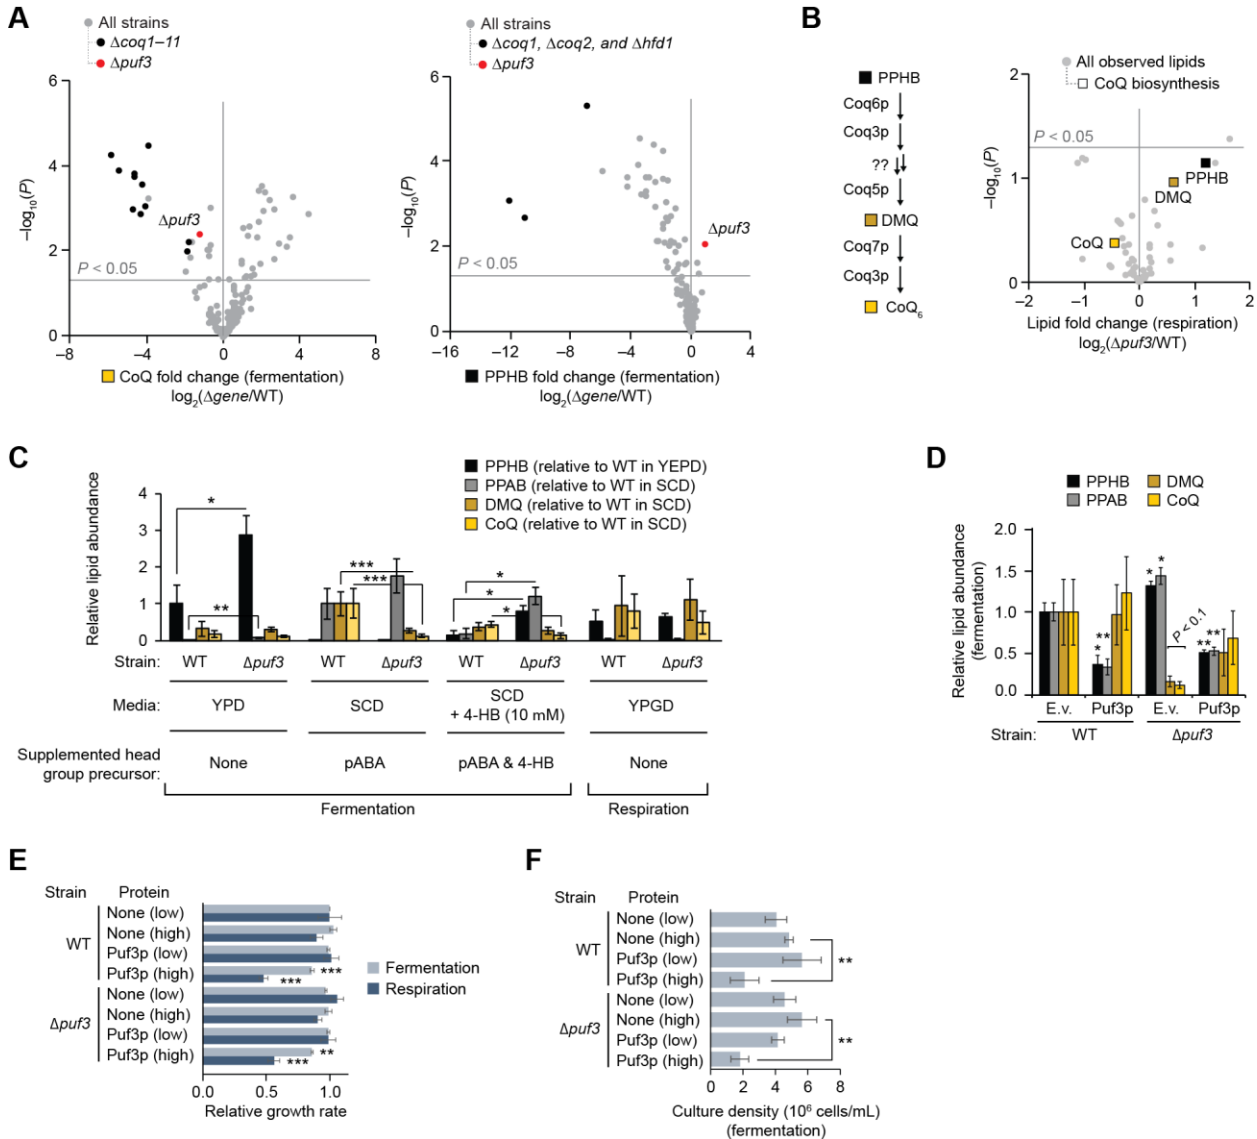 A
All strains
Δcoq1–11
Δpuf3
6
4
2
0
–log10(P)
Δpuf3
P < 0.05
−8
−4
0
4
8
CoQ fold change (fermentation)
log2(Δgene/WT)
All strains
Δcoq1, Δcoq2, and Δhfd1
Δpuf3
6
4
2
0
–log10(P)
Δpuf3
P < 0.05
−16
−12
−8
−4
0
4
PPHB fold change (fermentation)
log2(Δgene/WT)
B
PPHB
Coq6p
Coq3p
??
Coq5p
DMQ
Coq7p
Coq3p
CoQ6
All observed lipids
CoQ biosynthesis
2
1
0
–log10(P)
P < 0.05
PPHB
DMQ
CoQ
−2
−1
0
1
2
Lipid fold change (respiration)
log2(Δpuf3/WT)
C
PPHB (relative to WT in YEPD)
PPAB (relative to WT in SCD)
DMQ (relative to WT in SCD)
CoQ (relative to WT in SCD)
Relative lipid abundance
4
3
2
1
0
*
**
***
***
*
*
*
Strain: WT Δpuf3 WT Δpuf3 WT Δpuf3 WT Δpuf3
Media: YPD SCD SCD + 4-HB (10 mM) YPGD
Supplemented head
group precursor: None pABA pABA & 4-HB None
Fermentation Respiration
D
PPHB DMQ
PPAB CoQ
Relative lipid abundance
(fermentation)
2.0
1.5
1.0
0.5
0.0
**
*
*
*
P < 0.1
**
**
E.v. Puf3p E.v. Puf3p
Strain: WT Δpuf3
E
Strain Protein
WT
None (low)
None (high)
Puf3p (low)
Puf3p (high) ***
***
Δpuf3
None (low)
None (high)
Puf3p (low)
Puf3p (high) **
***
Fermentation
Respiration
0.0 0.5 1.0
Relative growth rate
F
Strain Protein
WT
None (low)
None (high)
Puf3p (low)
Puf3p (high)
**
Δpuf3
None (low)
None (high)
Puf3p (low)
Puf3p (high)
**
0 2 4 6 8
Culture density (10⁶ cells/mL)
(fermentation)